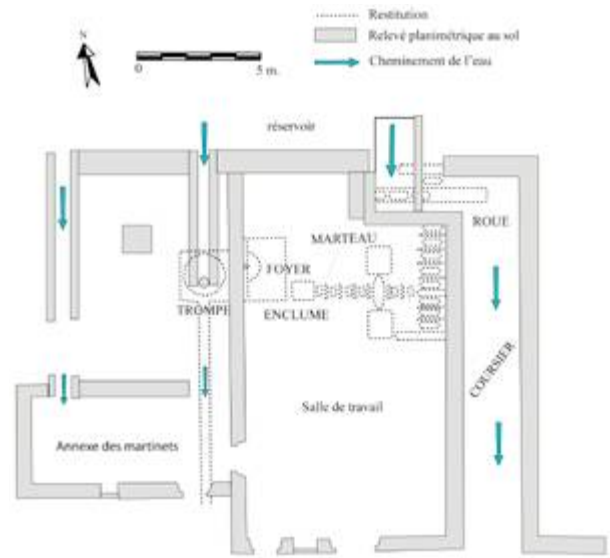 Restitution
Relevé planimétrique au sol
Cheminement de l'eau
N
0 5 m.
réservoir
ROUE
MARTEAU
FOYER
TROMPE
ENCLUME
COURSIER
Salle de travail
Annexe des martinets